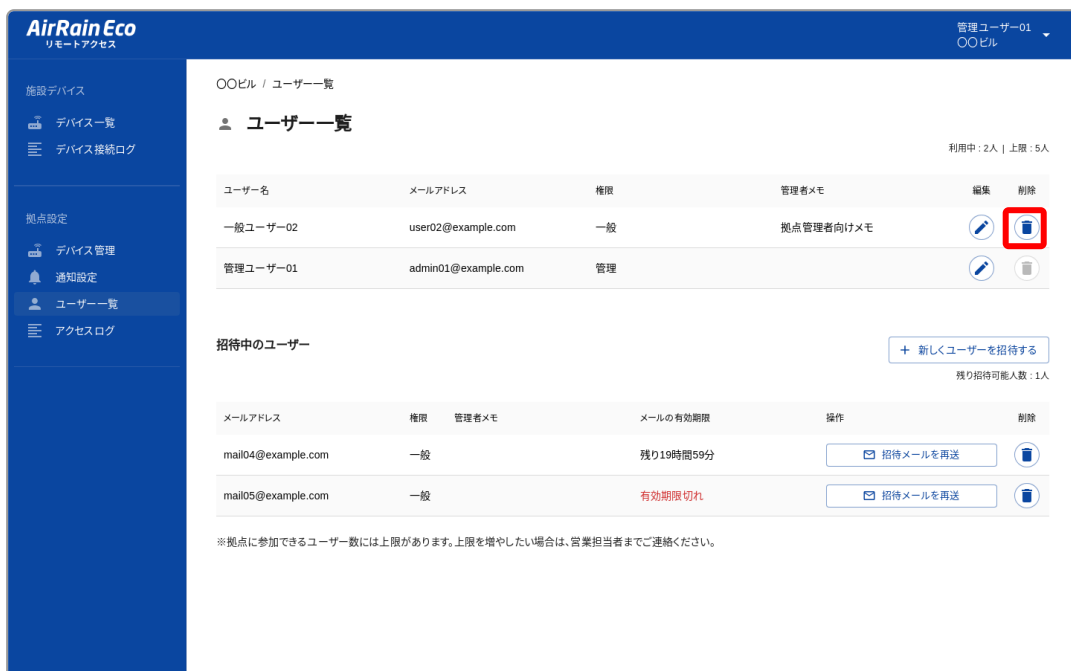 AirRain Eco
リモートアクセス
管理ユーザー01
〇〇ビル
施設デバイス
デバイス一覧
デバイス接続ログ
拠点設定
デバイス管理
通知設定
ユーザー一覧
アクセスログ
〇〇ビル / ユーザー一覧
ユーザー一覧
利用中 : 2人 | 上限 : 5人
ユーザー名 メールアドレス 権限 管理者メモ 編集 削除
一般ユーザー02 user02@example.com 一般 拠点管理者向けメモ
管理ユーザー01 admin01@example.com 管理
招待中のユーザー
+ 新しくユーザーを招待する
残り招待可能人数 : 1人
メールアドレス 権限 管理者メモ メールの有効期限 操作 削除
mail04@example.com 一般 残り19時間59分 招待メールを再送
mail05@example.com 一般 有効期限切れ 招待メールを再送
※拠点に参加できるユーザー数には上限があります。上限を増やしたい場合は、営業担当者までご連絡ください。